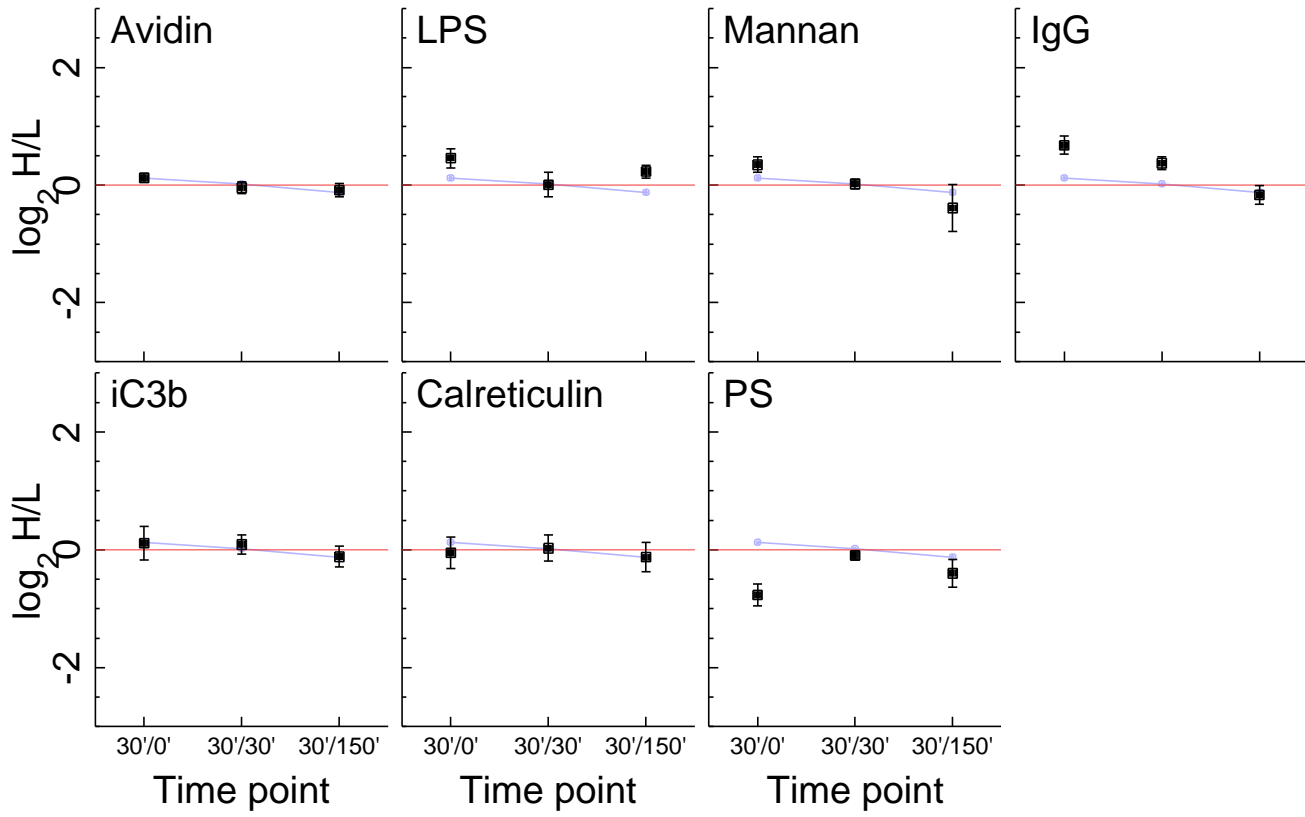 Avidin
LPS
Mannan
IgG
2
0
-2
log2 H/L
iC3b
Calreticulin
PS
2
0
-2
log2 H/L
30'/0' 30'/30' 30'/150'
30'/0' 30'/30' 30'/150'
30'/0' 30'/30' 30'/150'
Time point
Time point
Time point